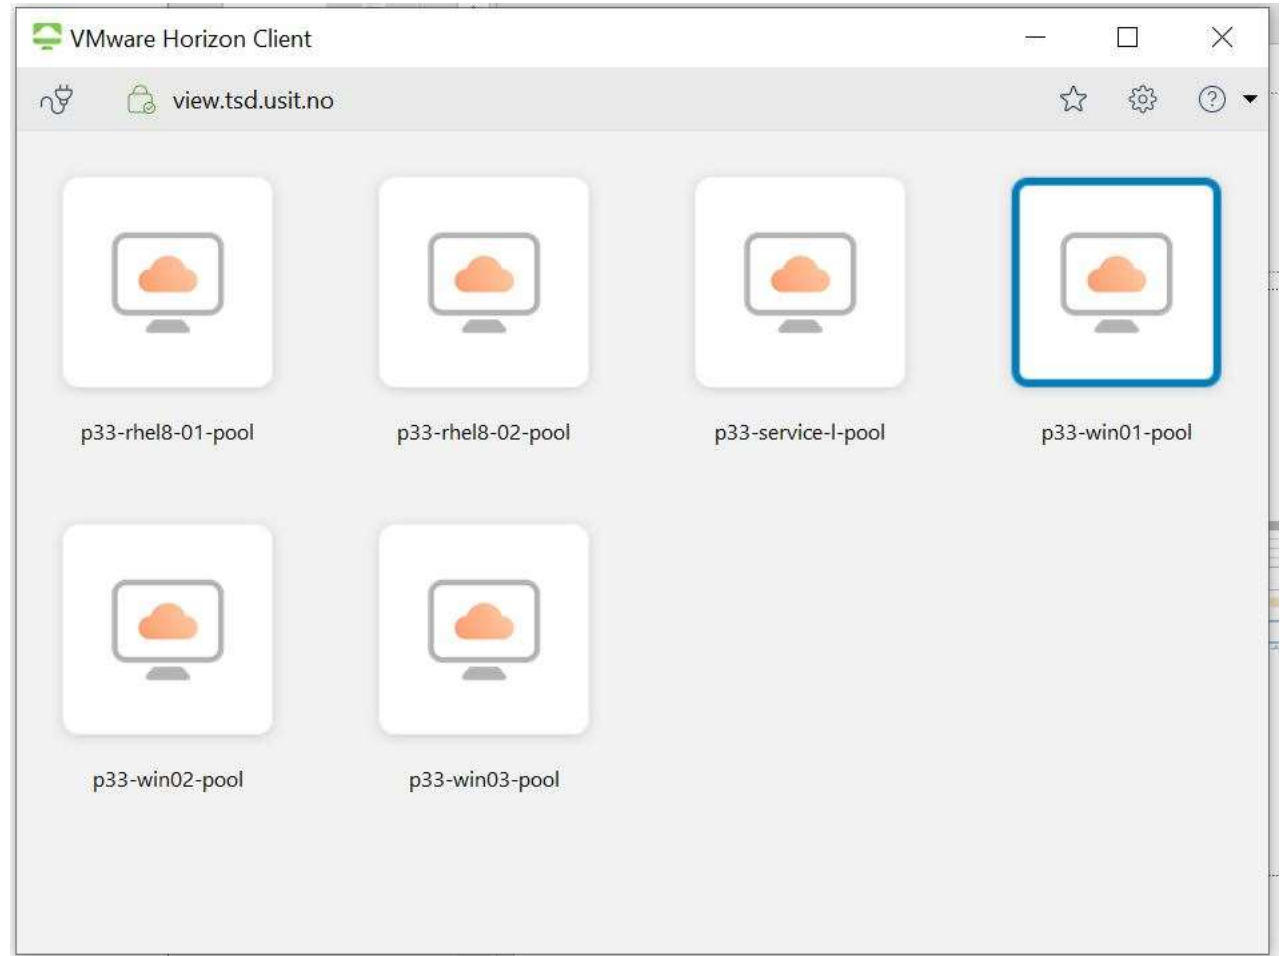 VMware Horizon Client
view.tsd.usit.no
p33-rhel8-01-pool
p33-rhel8-02-pool
p33-service-l-pool
p33-win01-pool
p33-win02-pool
p33-win03-pool